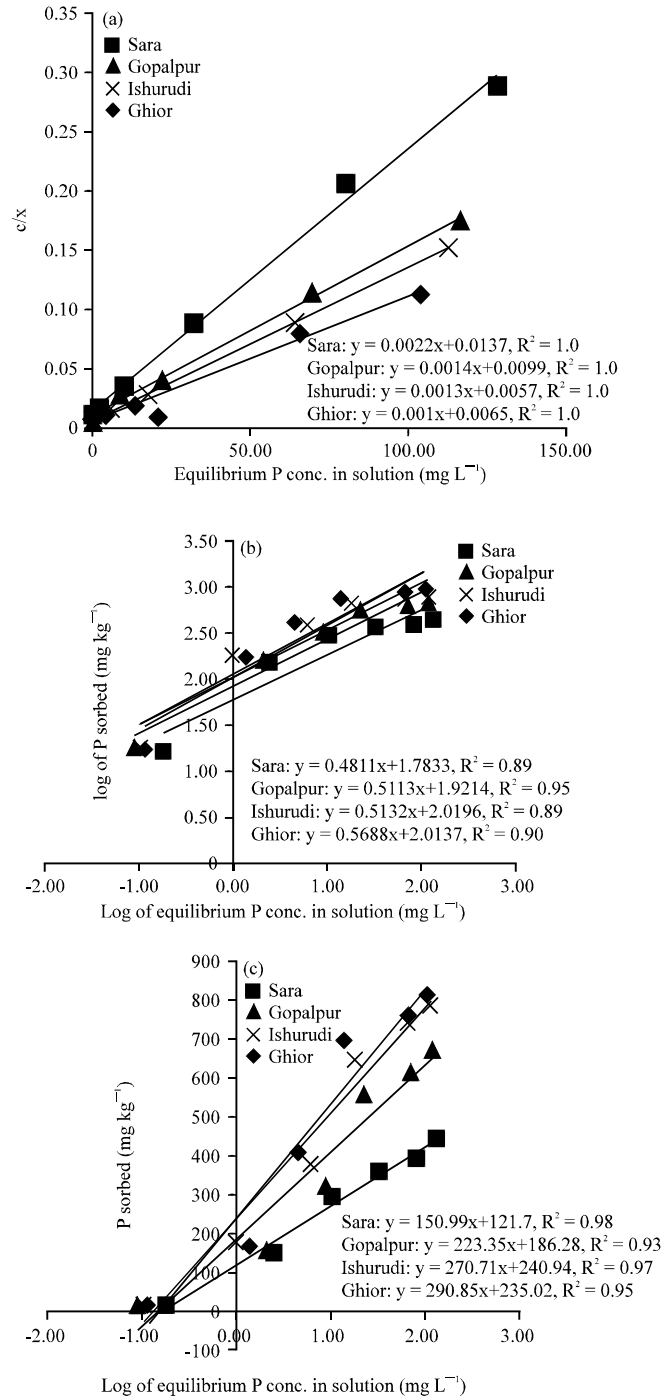 (a)
Sara
Gopalpur
Ishurudi
Ghior
0.35
0.30
0.25
0.20
0.15
0.10
0.05
0
c/x
Sara: y = 0.0022x+0.0137, R² = 1.0
Gopalpur: y = 0.0014x+0.0099, R² = 1.0
Ishurudi: y = 0.0013x+0.0057, R² = 1.0
Ghior: y = 0.001x+0.0065, R² = 1.0
0 50.00 100.00 150.00
Equilibrium P conc. in solution (mg L⁻¹)
(b)
Sara
Gopalpur
Ishurudi
Ghior
3.50
3.00
2.50
2.00
1.50
1.00
0.50
0
log of P sorbed (mg kg⁻¹)
Sara: y = 0.4811x+1.7833, R² = 0.89
Gopalpur: y = 0.5113x+1.9214, R² = 0.95
Ishurudi: y = 0.5132x+2.0196, R² = 0.89
Ghior: y = 0.5688x+2.0137, R² = 0.90
-2.00 -1.00 0.00 1.00 2.00 3.00
Log of equilibrium P conc. in solution (mg L⁻¹)
(c)
Sara
Gopalpur
Ishurudi
Ghior
900
800
700
600
500
400
300
200
100
0
P sorbed (mg kg⁻¹)
Sara: y = 150.99x+121.7, R² = 0.98
Gopalpur: y = 223.35x+186.28, R² = 0.93
Ishurudi: y = 270.71x+240.94, R² = 0.97
Ghior: y = 290.85x+235.02, R² = 0.95
-2.00 -1.00 0.00 1.00 2.00 3.00
-100
Log of equilibrium P conc. in solution (mg L⁻¹)